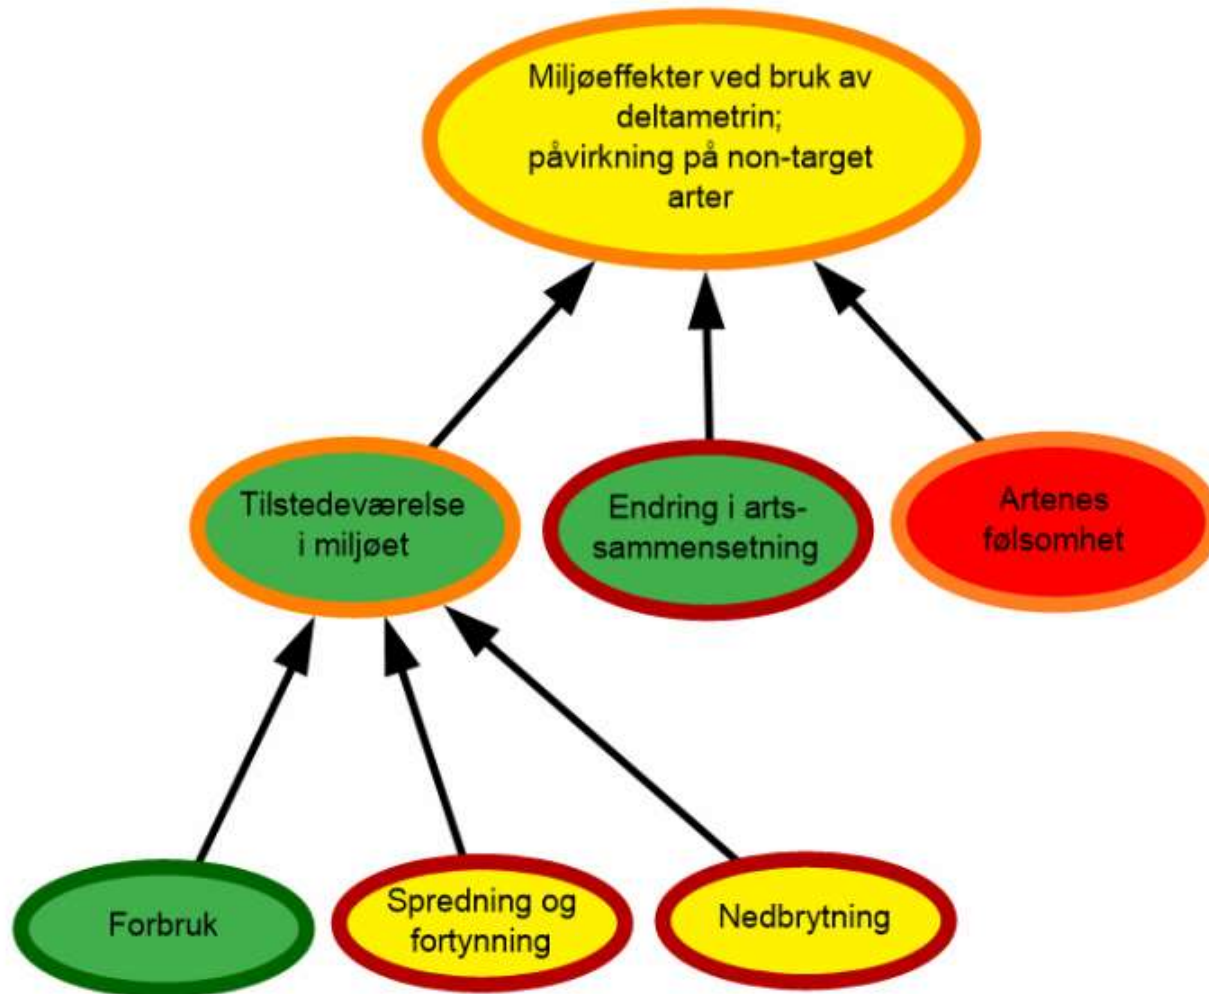 Miljøeffekter ved bruk av
deltametrin;
påvirkning på non-target
arter
Tilstedeværelse
i miljøet
Endring i arts-
sammensetning
Artenes
følsomhet
Forbruk
Spredning og
fortynning
Nedbrytning